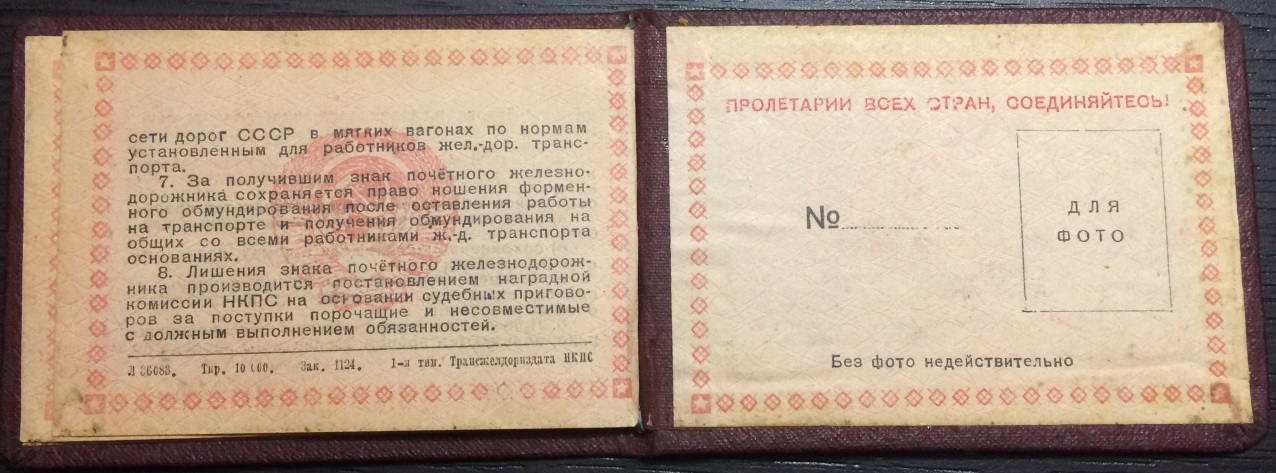 сети дорог СССР в мягких вагонах по нормам
установленным для работников жел.-дор. транс-
порта.
7. За получившим знак почётного железно-
дорожника сохраняется право ношения формен-
ного обмундирования после оставления работы
на транспорте и получения обмундирования на
общих со всеми работниками ж.-д. транспорта
основаниях.
8. Лишения знака почётного железнодорож-
ника производится постановлением наградной
комиссии НКПС на основании судебных пригово-
ров за поступки порочащие и несовместимые
с должным выполнением обязанностей.
Л 36083. Тир. 10 000. Зак. 1124. 1-я тип. Трансжелдориздата НКПС
ПРОЛЕТАРИИ ВСЕХ СТРАН, СОЕДИНЯЙТЕСЬ!
№
ДЛЯ
ФОТО
Без фото недействительно